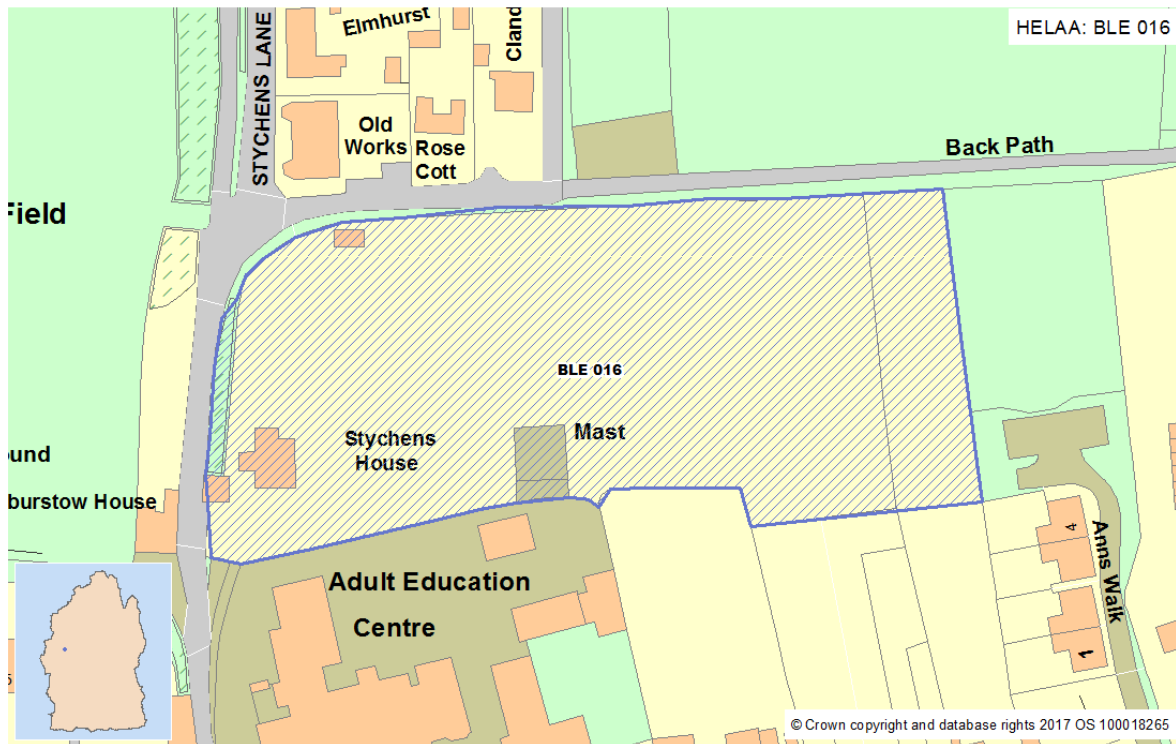 HELAA: BLE 016
Elmhurst
Cland
STYCHENS LANE
Old
Works
Rose
Cott
Back Path
Field
BLE 016
Stychens
House
Mast
ound
burstow House
Adult Education
Centre
4
Anns Walk
1
5
© Crown copyright and database rights 2017 OS 100018265